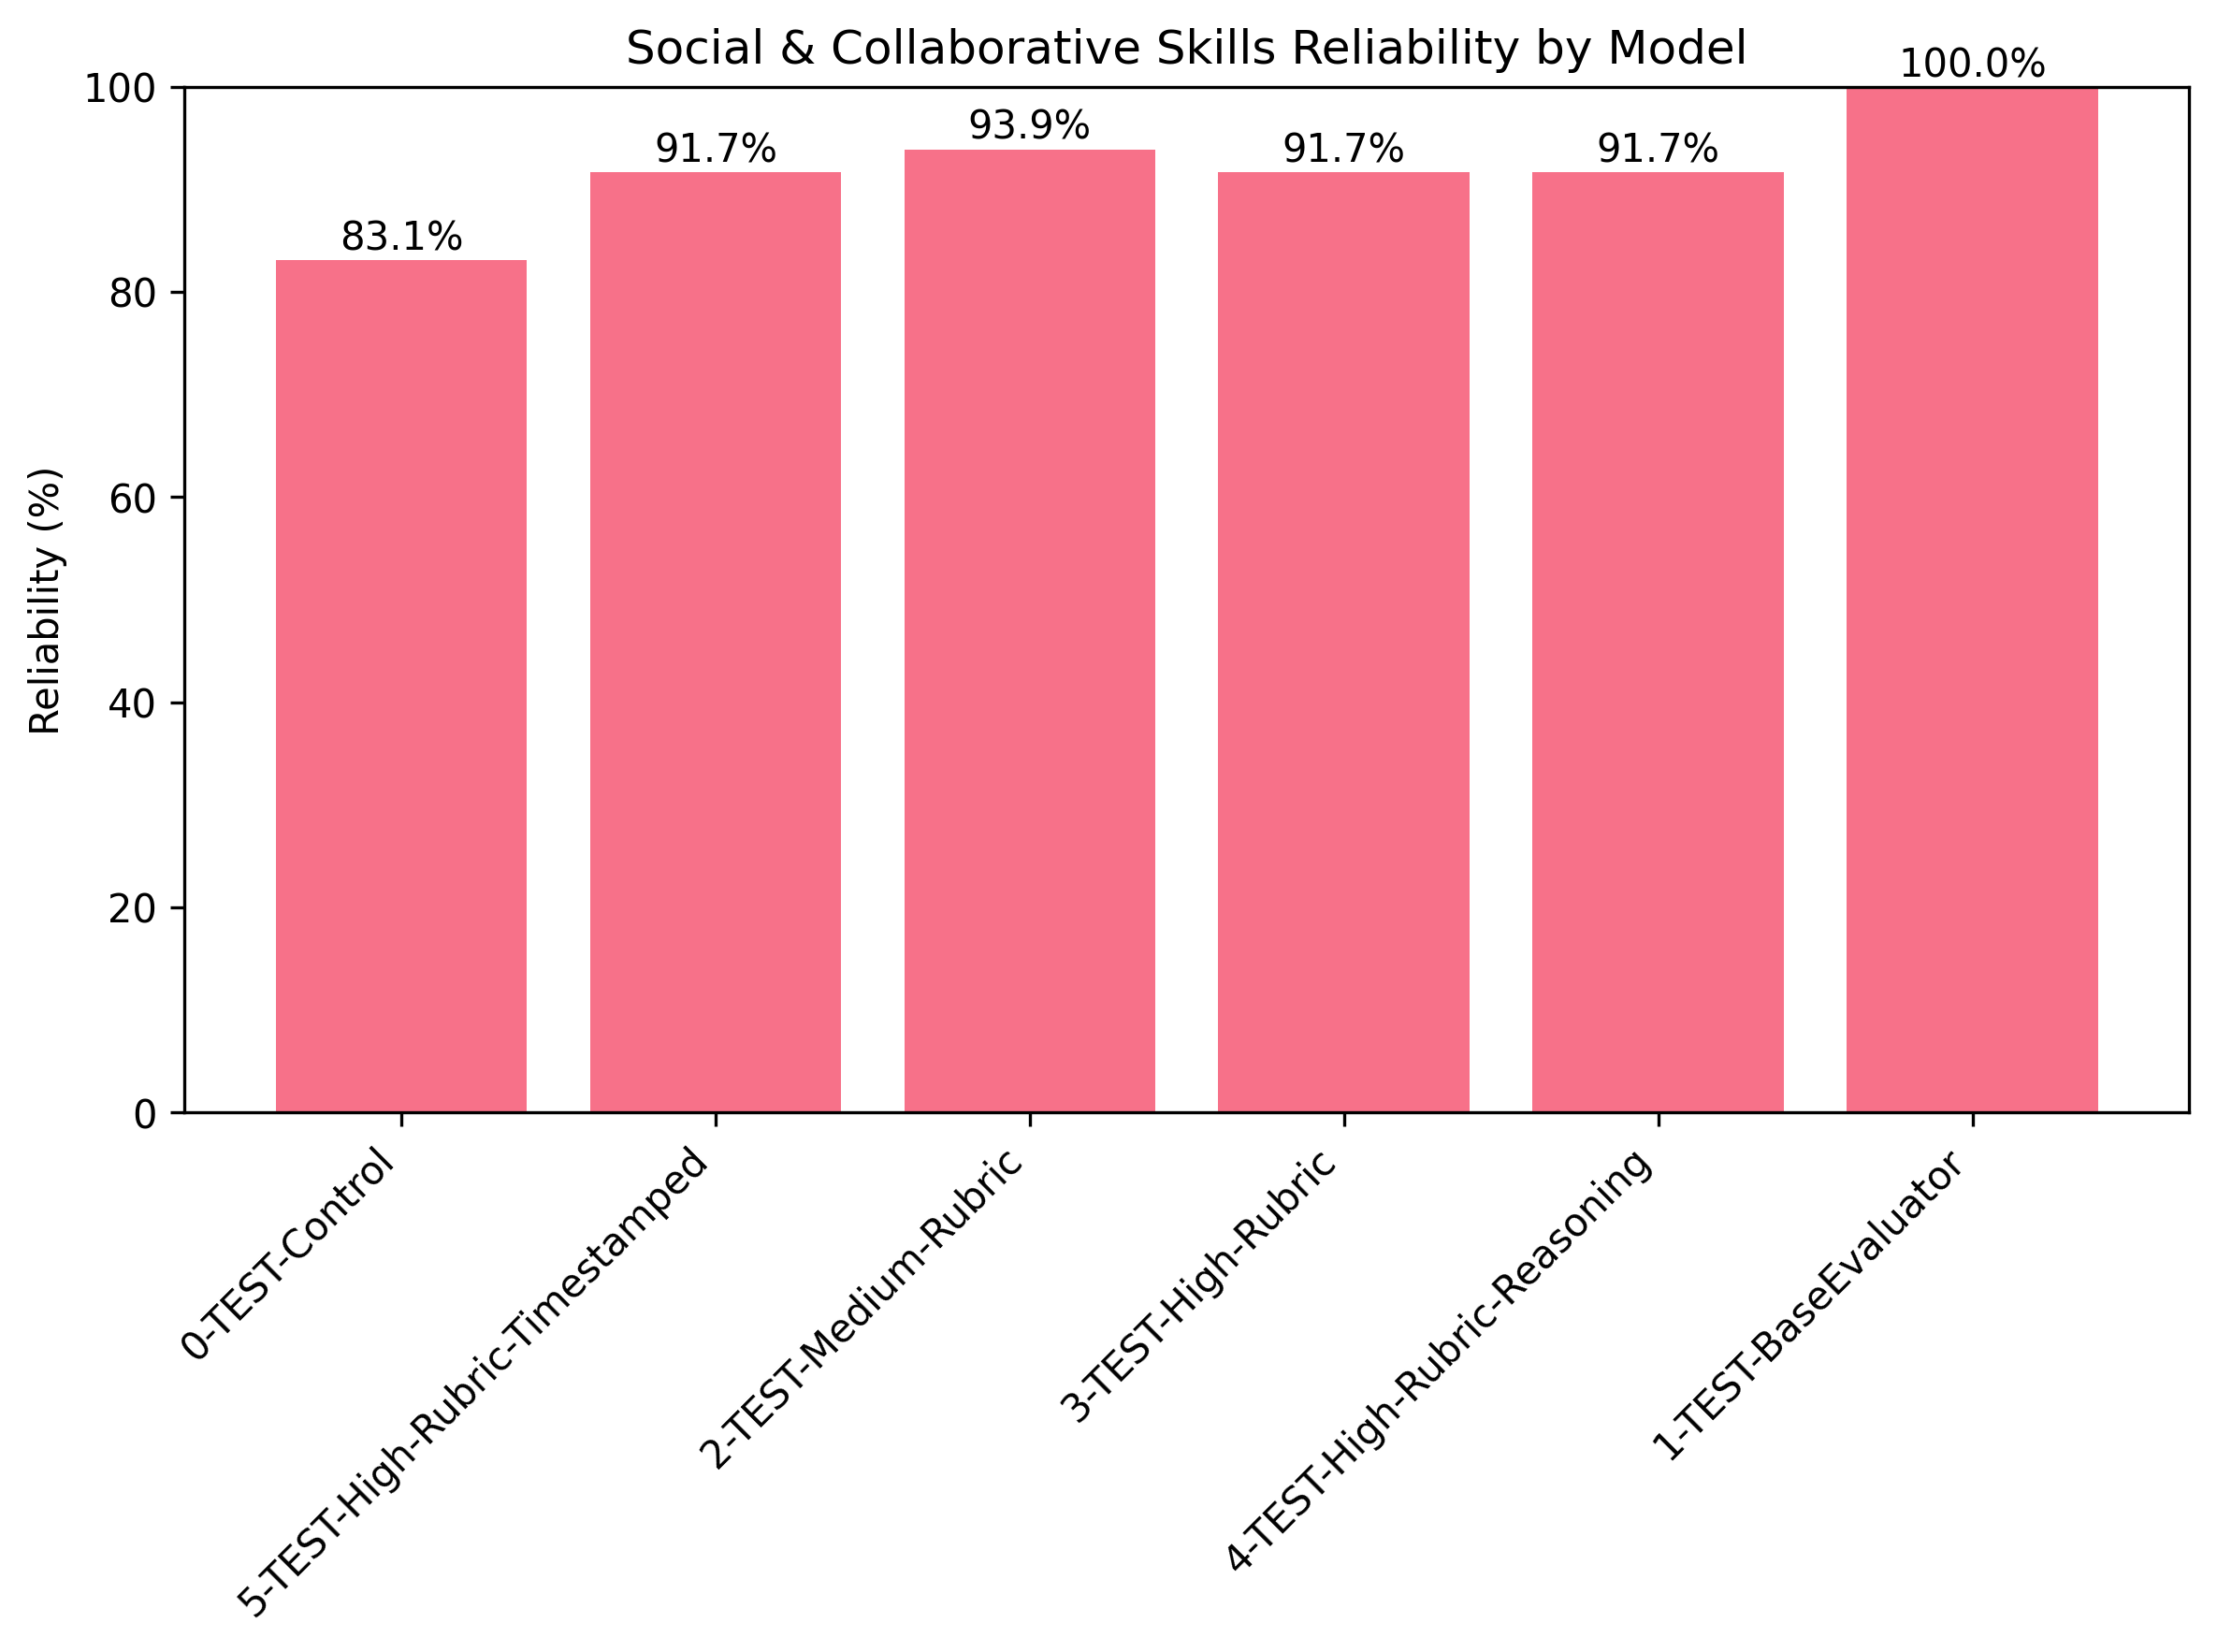 Social & Collaborative Skills Reliability by Model
100.0%
93.9%
91.7%
91.7%
91.7%
83.1%
100
80
60
40
20
0
Reliability (%)
0-TEST-Control
5-TEST-High-Rubric-Timestamped
2-TEST-Medium-Rubric
3-TEST-High-Rubric
4-TEST-High-Rubric-Reasoning
1-TEST-BaseEvaluator